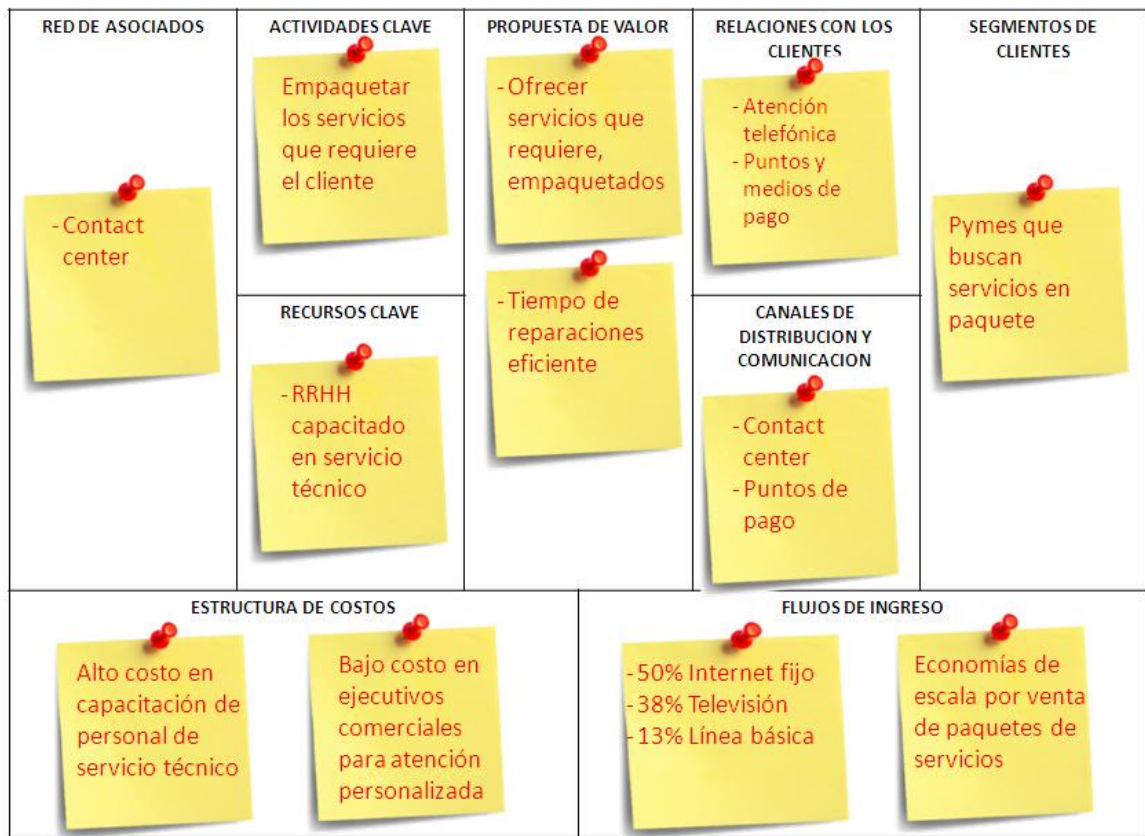 RED DE ASOCIADOS
- Contact
center
ACTIVIDADES CLAVE
Empaquetar
los servicios
que requiere
el cliente
RECURSOS CLAVE
- RRHH
capacitado
en servicio
técnico
PROPUESTA DE VALOR
- Ofrecer
servicios que
requiere,
empaquetados
- Tiempo de
reparaciones
eficiente
RELACIONES CON LOS
CLIENTES
- Atención
telefónica
- Puntos y
medios de
pago
CANALES DE
DISTRIBUCION Y
COMUNICACION
- Contact
center
- Puntos de
pago
SEGMENTOS DE
CLIENTES
Pymes que
buscan
servicios en
paquete
ESTRUCTURA DE COSTOS
Alto costo en
capacitación de
personal de
servicio técnico
Bajo costo en
ejecutivos
comerciales
para atención
personalizada
FLUJOS DE INGRESO
- 50% Internet fijo
- 38% Televisión
- 13% Línea básica
Economías de
escala por venta
de paquetes de
servicios